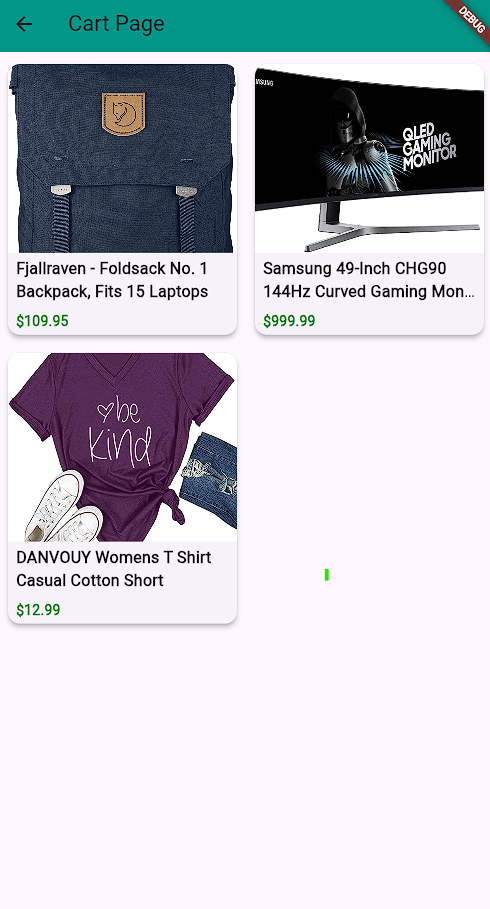 Cart Page
DEBUG
SAMSUNG
QLED
GAMING
MONITOR
Fjallraven - Foldsack No. 1
Backpack, Fits 15 Laptops
$109.95
Samsung 49-Inch CHG90
144Hz Curved Gaming Mon...
$999.99
be
kind
DANVOUY Womens T Shirt
Casual Cotton Short
$12.99